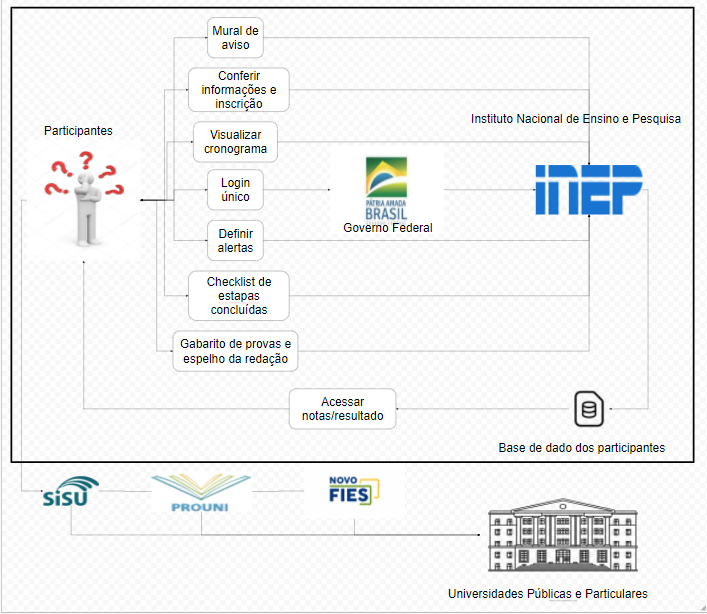 Mural de
aviso
Conferir
informações e
inscrição
Instituto Nacional de Ensino e Pesquisa
Participantes
Visualizar
cronograma
? ? ? ? ?
Login
único
PÁTRIA AMADA
BRASIL
Governo Federal
inep
Definir
alertas
Checklist de
estapas
concluídas
Gabarito de provas e
espelho da redação
Acessar
notas/resultado
Base de dado dos participantes
sisu
PROUNI
NOVO
FIES
Universidades Públicas e Particulares